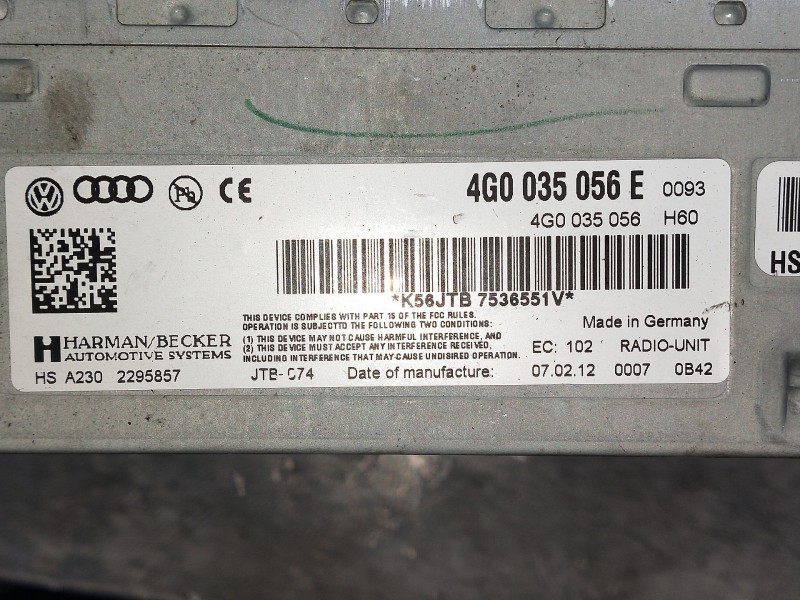 4G0 035 056 E 0093
4G0 035 056 H60
*K56JTB 7536551V*
THIS DEVICE COMPLIES WITH PART 15 OF THE FCC RULES.
OPERATION IS SUBJECTTO THE FOLLOWING TWO CONDITIONS:
(1) THIS DEVICE MAY NOT CAUSE HARMFUL INTERFERENCE, AND
(2) THIS DEVICE MUST ACCEPT ANY INTERFERENCE RECEIVED,
INCLUDING INTERFERENCE THAT MAY-CAUSE UNDESIRED OPERATION.
Made in Germany
HARMAN/BECKER
AUTOMOTIVE SYSTEMS
EC: 102 RADIO-UNIT
HS A230 2295857 JTB- 074 Date of manufacture: 07.02.12 0007 0B42
HS